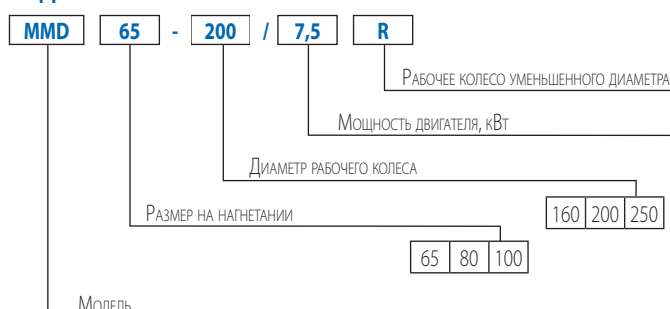 MMD 65 - 200 / 7,5 R
Рабочее колесо уменьшенного диаметра
Мощность двигателя, кВт
Диаметр рабочего колеса
160 200 250
Размер на нагнетании
65 80 100
Модель